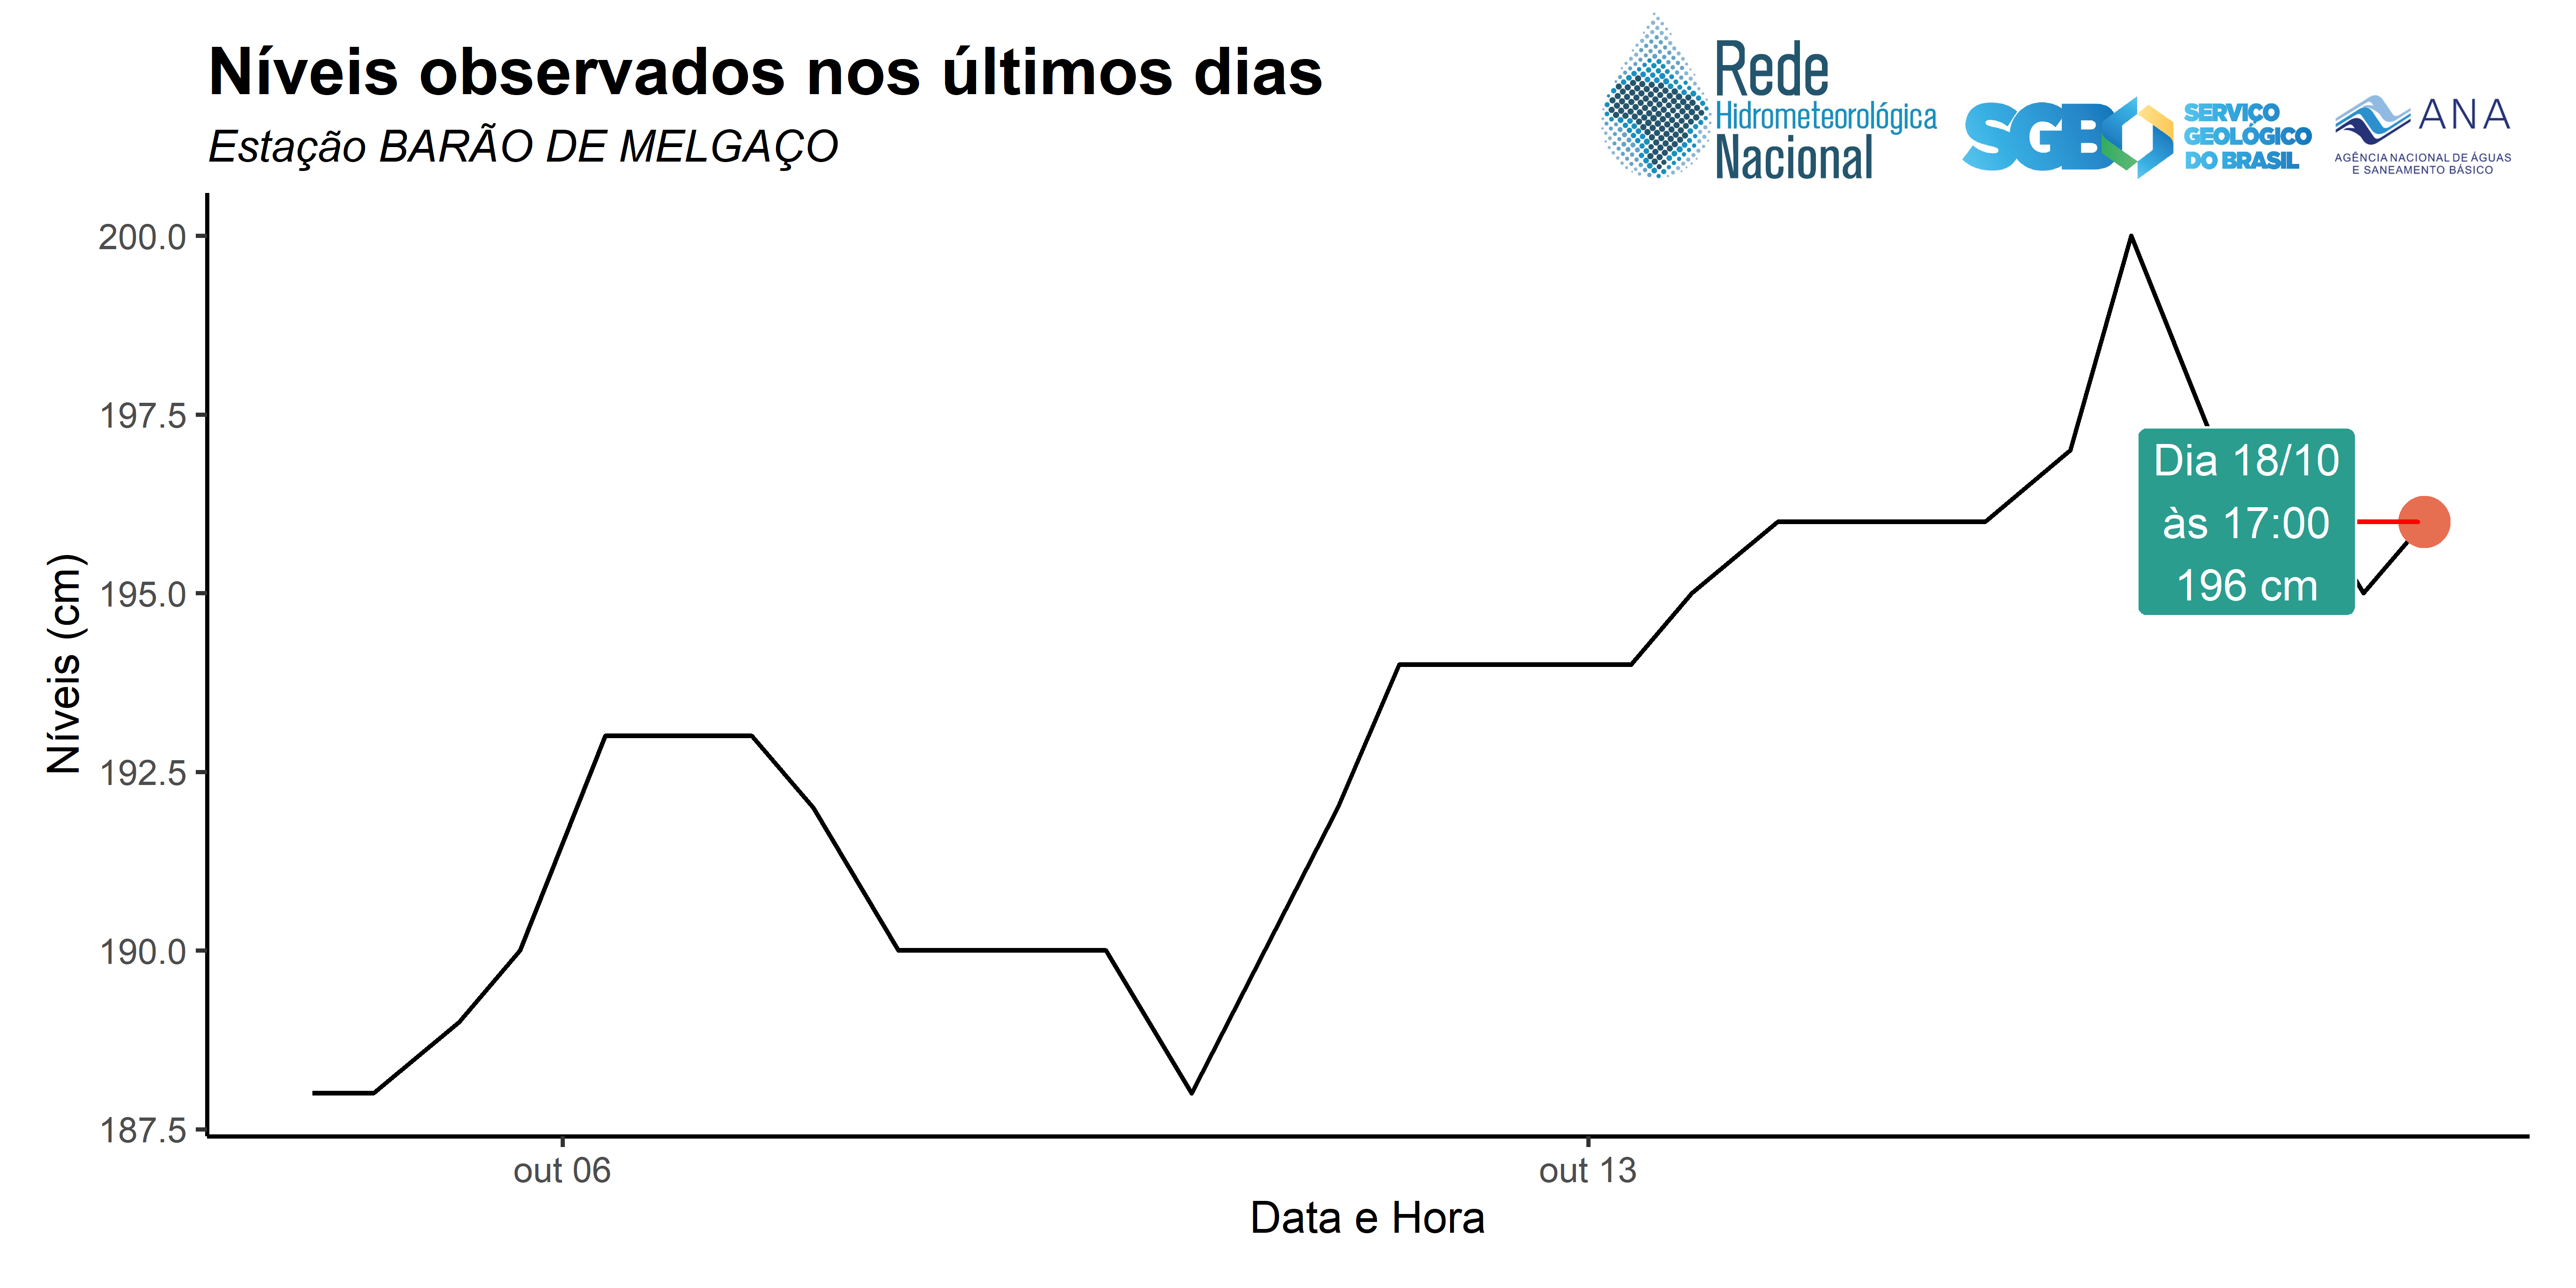 Níveis observados nos últimos dias
Estação BARÃO DE MELGAÇO
Rede
Hidrometeorológica
Nacional
SGB
SERVIÇO
GEOLÓGICO
DO BRASIL
ANA
AGÊNCIA NACIONAL DE ÁGUAS
E SANEAMENTO BÁSICO
Níveis (cm)
200.0
197.5
195.0
192.5
190.0
187.5
Dia 18/10
às 17:00
196 cm
out 06
out 13
Data e Hora